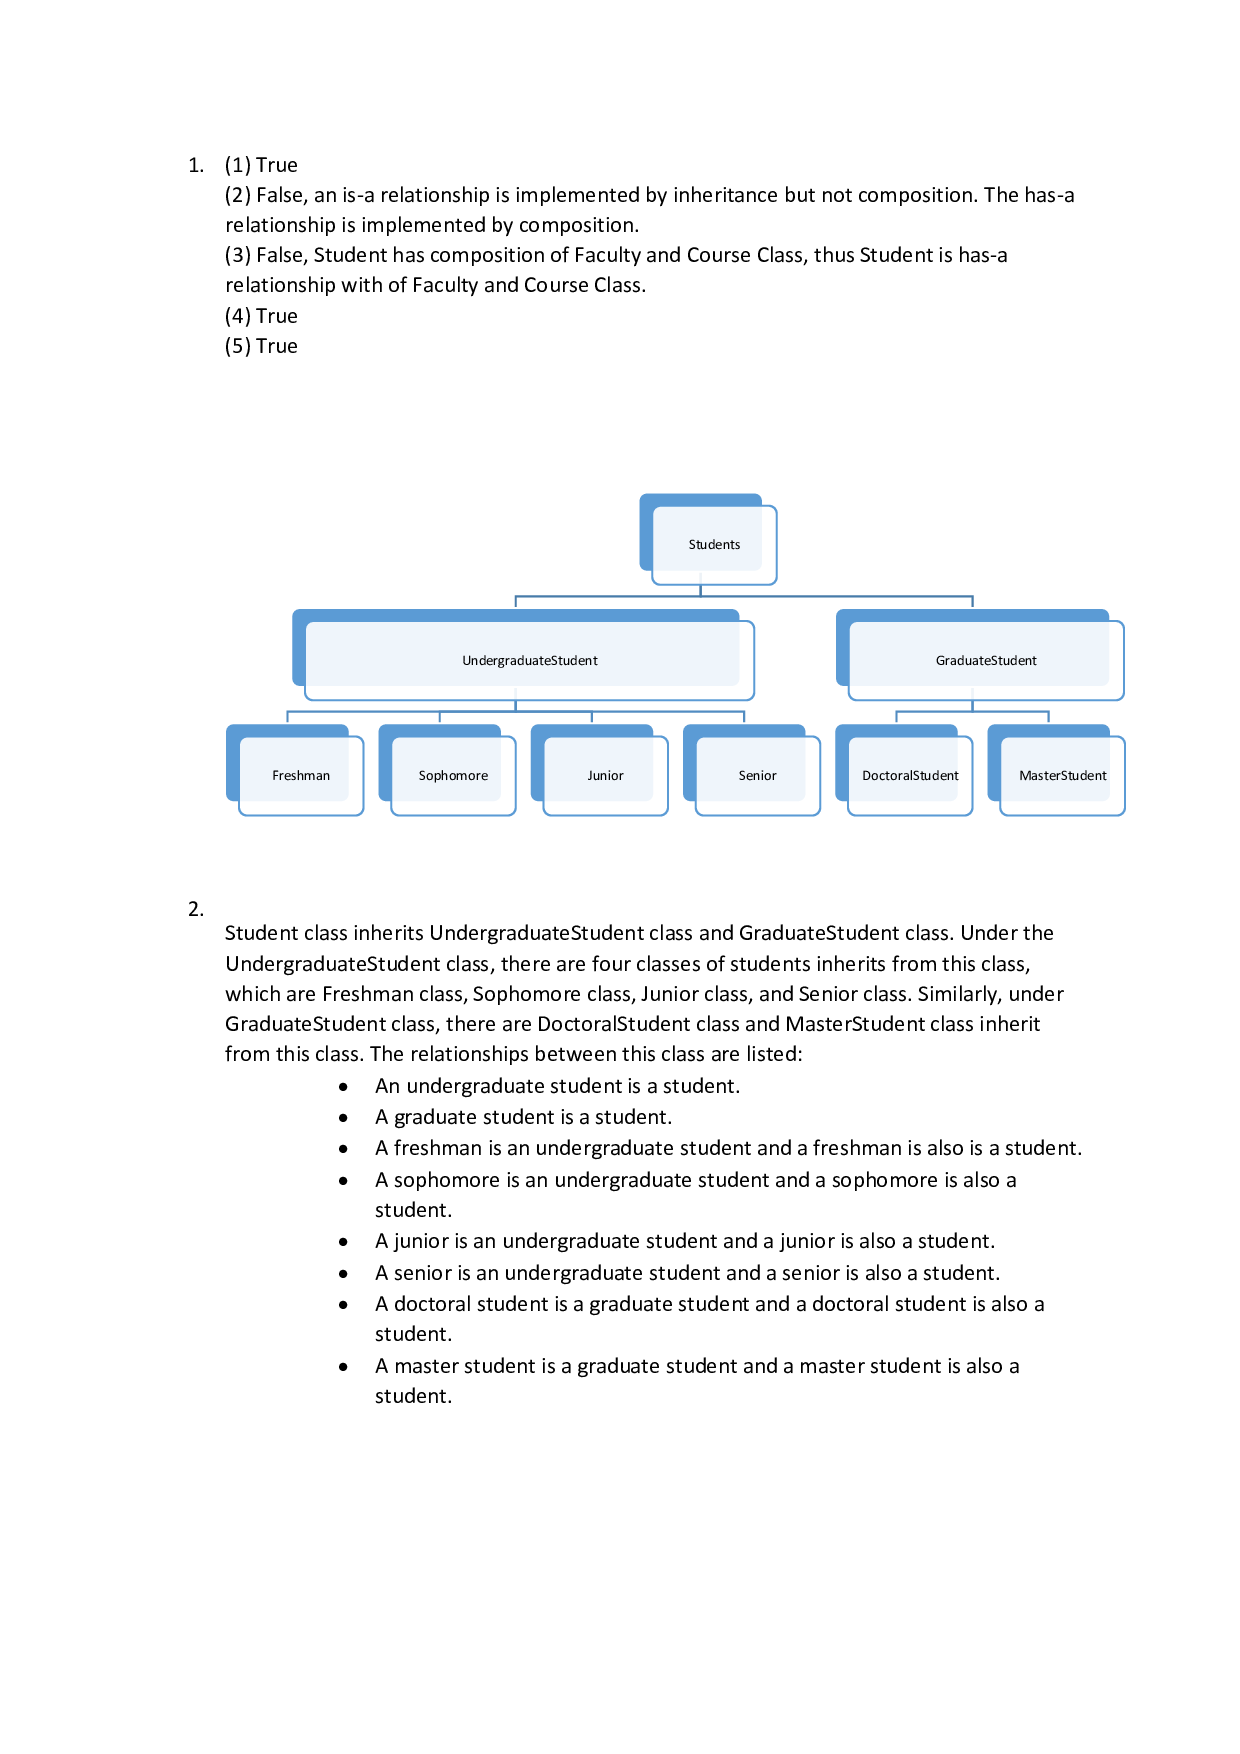 1. (1) True
(2) False, an is-a relationship is implemented by inheritance but not composition. The has-a
relationship is implemented by composition.
(3) False, Student has composition of Faculty and Course Class, thus Student is has-a
relationship with of Faculty and Course Class.
(4) True
(5) True
Students
UndergraduateStudent GraduateStudent
Freshman Sophomore Junior Senior DoctoralStudent MasterStudent
2.
Student class inherits UndergraduateStudent class and GraduateStudent class. Under the
UndergraduateStudent class, there are four classes of students inherits from this class,
which are Freshman class, Sophomore class, Junior class, and Senior class. Similarly, under
GraduateStudent class, there are DoctoralStudent class and MasterStudent class inherit
from this class. The relationships between this class are listed:
• An undergraduate student is a student.
• A graduate student is a student.
• A freshman is an undergraduate student and a freshman is also is a student.
• A sophomore is an undergraduate student and a sophomore is also a
student.
• A junior is an undergraduate student and a junior is also a student.
• A senior is an undergraduate student and a senior is also a student.
• A doctoral student is a graduate student and a doctoral student is also a
student.
• A master student is a graduate student and a master student is also a
student.